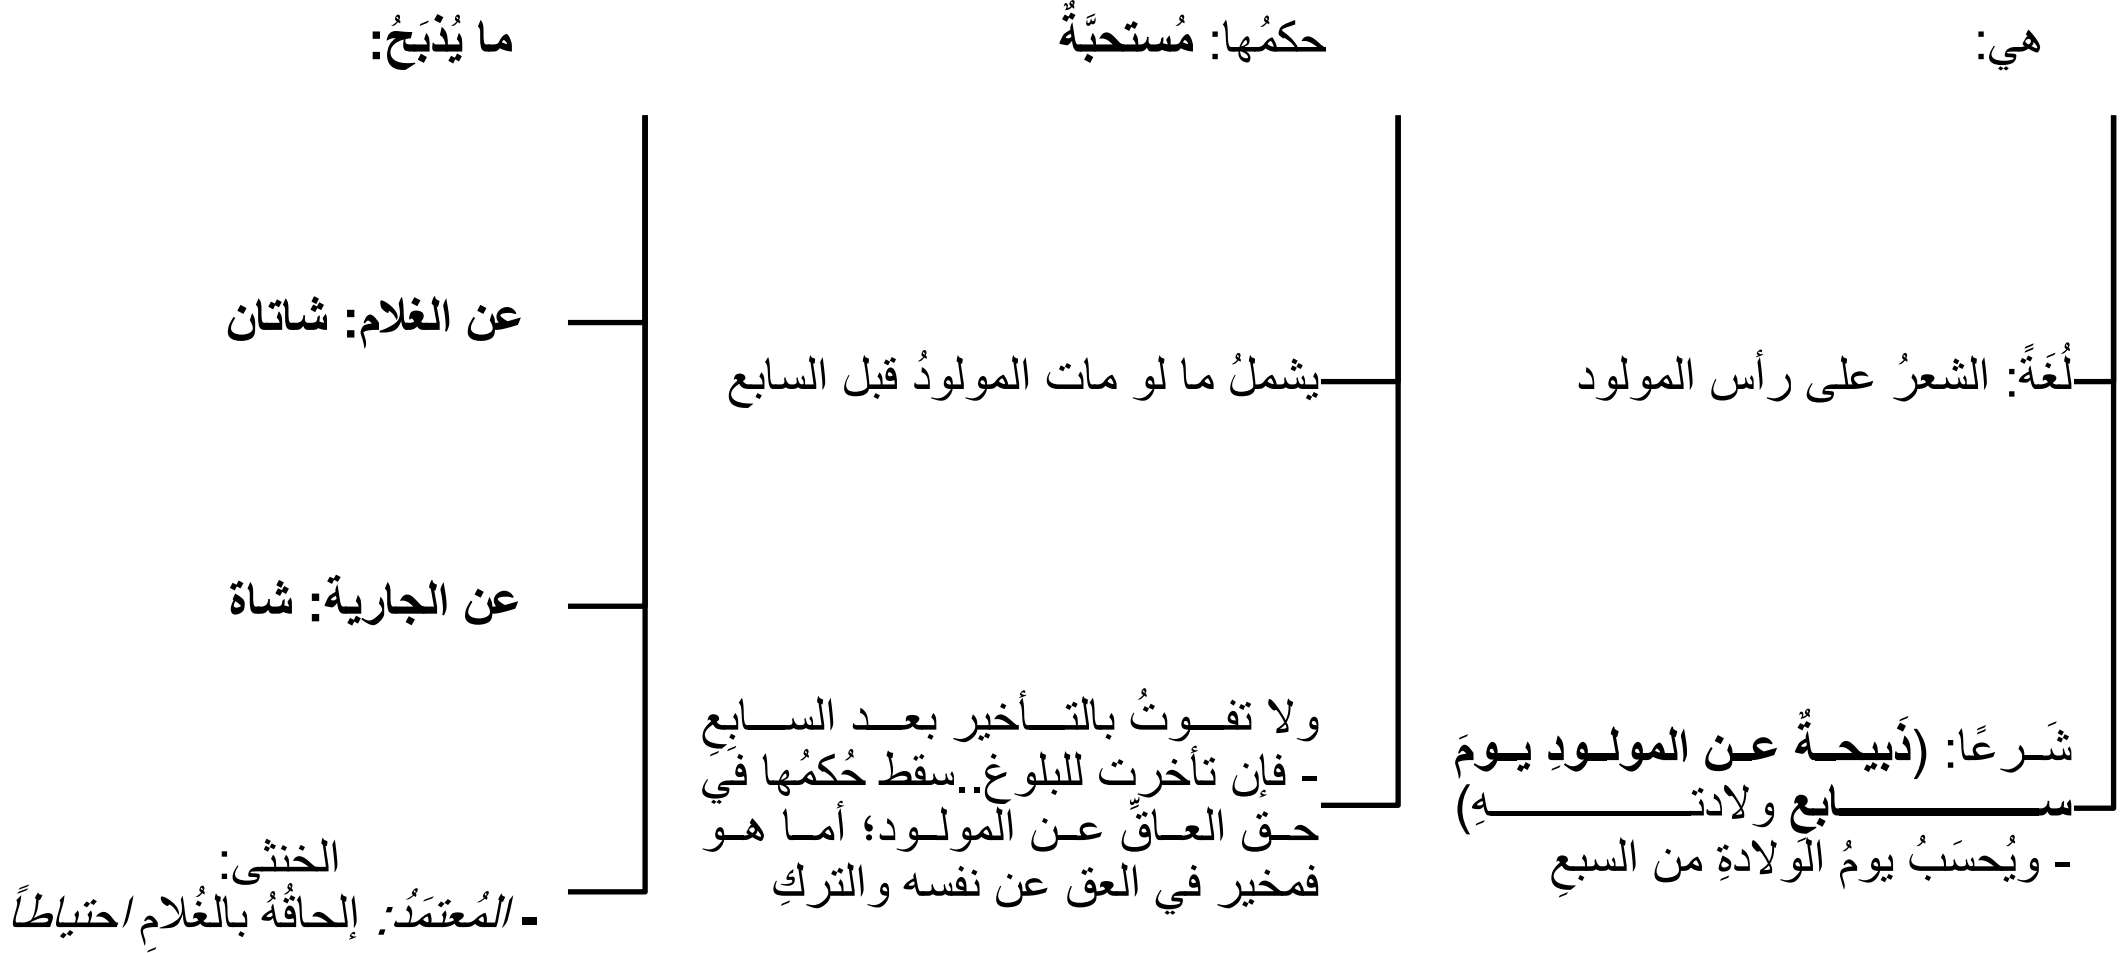 هي:
لُغَةً: الشعرُ على رأس المولود
شَرعًا: (ذَبيحةٌ عن المولودِ يومَ
سابعِ ولادتهِ)
- ويُحسَبُ يومُ الوِلادةِ من السبعِ
حكمُها: مُستحبَّةٌ
يشملُ ما لو مات المولودُ قبل السابع
ولا تفوتُ بالتأخير بعد السابِعِ
- فإن تأخرت للبلوغ..سقط حُكمُها في
حق العاقِّ عن المولود؛ أما هو
فمخير في العق عن نفسه والتركِ
ما يُذبَحُ:
عن الغلام: شاتان
عن الجارية: شاة
الخنثى:
- المُعتمَدُ: إلحاقُهُ بالغُلامِ احتياطاً